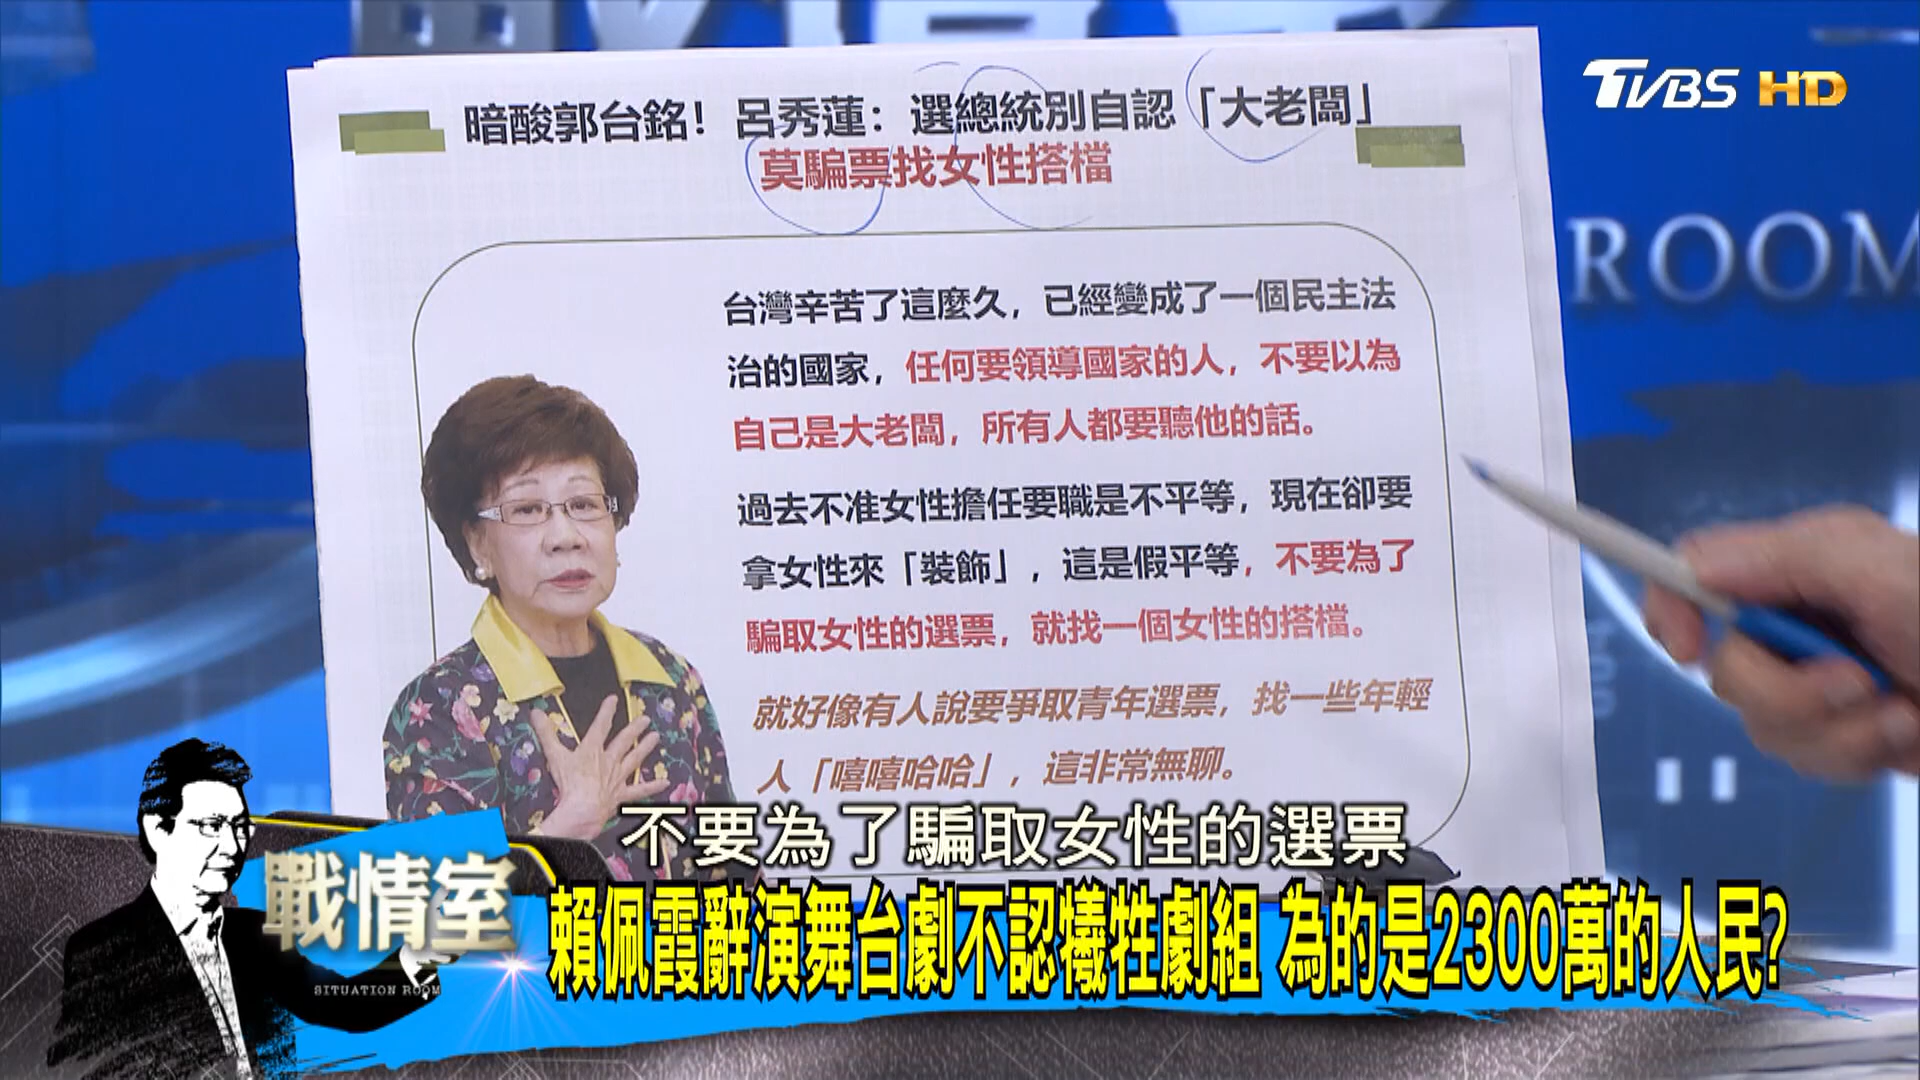 TVBS HD
暗酸郭台銘！呂秀蓮：選總統別自認「大老闆」
莫騙票找女性搭檔
ROOM
台灣辛苦了這麼久，已經變成了一個民主法
治的國家，任何要領導國家的人，不要以為
自己是大老闆，所有人都要聽他的話。
過去不准女性擔任要職是不平等，現在卻要
拿女性來「裝飾」，這是假平等，不要為了
騙取女性的選票，就找一個女性的搭檔。
就好像有人說要爭取青年選票，找一些年輕
人「嘻嘻哈哈」，這非常無聊。
不要為了騙取女性的選票
戰情室
SITUATION ROOM
賴佩霞辭演舞台劇不認犧牲劇組 為的是2300萬的人民?